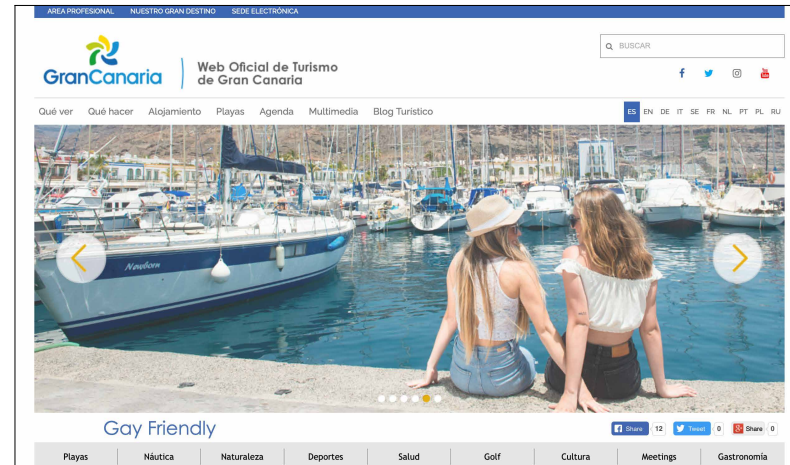 AREA PROFESIONAL NUESTRO GRAN DESTINO SEDE ELECTRÓNICA
GranCanaria
Web Oficial de Turismo
de Gran Canaria
BUSCAR
Qué ver Qué hacer Alojamiento Playas Agenda Multimedia Blog Turístico
ES EN DE IT SE FR NL PT PL RU
Newborn
Gay Friendly
Share 12 Tweet 0 Share 0
Playas Náutica Naturaleza Deportes Salud Golf Cultura Meetings Gastronomía